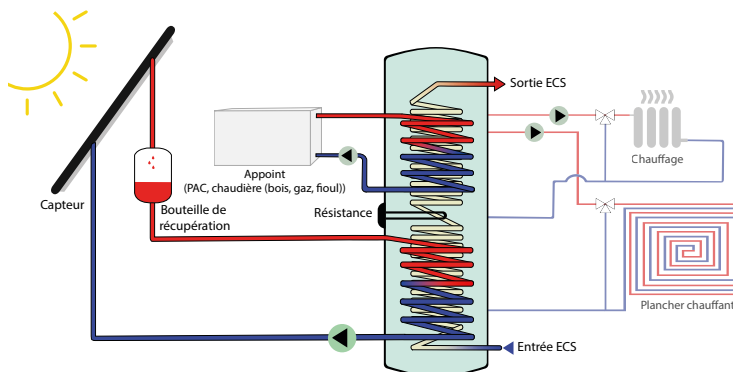 Sortie ECS
Chauffage
Appoint
(PAC, chaudière (bois, gaz, fioul))
Capteur
Bouteille de
récupération
Résistance
Plancher chauffant
Entrée ECS